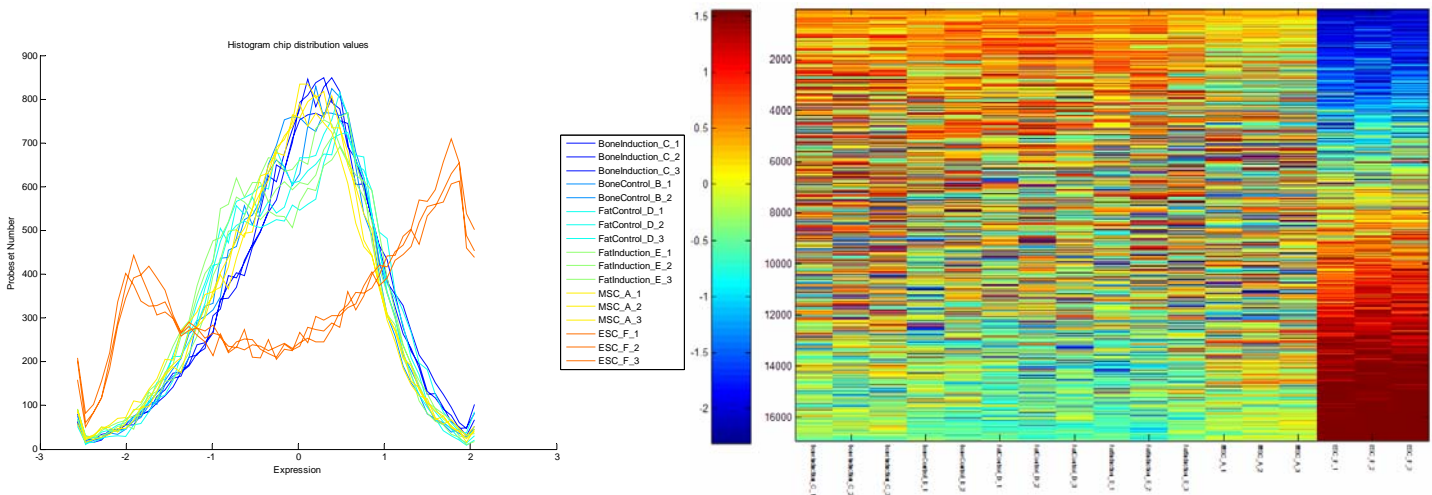 Histogram chip distribution values
900
800
700
600
500
400
300
200
100
0
Probeset Number
-3
-2
-1
0
1
2
3
Expression
BoneInduction_C_1
BoneInduction_C_2
BoneInduction_C_3
BoneControl_B_1
BoneControl_B_2
FatControl_D_1
FatControl_D_2
FatControl_D_3
FatInduction_E_1
FatInduction_E_2
FatInduction_E_3
MSC_A_1
MSC_A_2
MSC_A_3
ESC_F_1
ESC_F_2
ESC_F_3
1.5
1
0.5
0
-0.5
-1
-1.5
-2
2000
4000
6000
8000
10000
12000
14000
16000